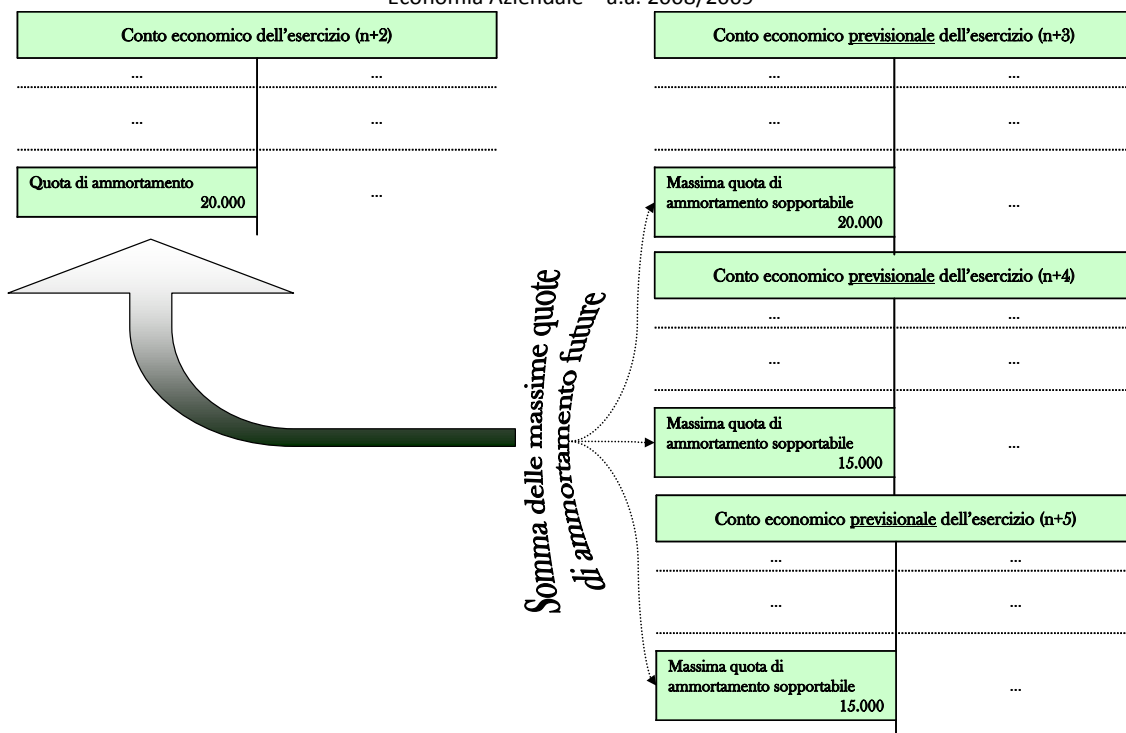 Economia Aziendale – a.a. 2008/2009
Conto economico dell'esercizio (n+2)
... ...
... ...
Quota di ammortamento
20.000
...
Somma delle massime quote
di ammortamento future
Conto economico previsionale dell'esercizio (n+3)
... ...
... ...
Massima quota di
ammortamento sopportabile
20.000
...
Conto economico previsionale dell'esercizio (n+4)
... ...
... ...
Massima quota di
ammortamento sopportabile
15.000
...
Conto economico previsionale dell'esercizio (n+5)
... ...
... ...
Massima quota di
ammortamento sopportabile
15.000
...